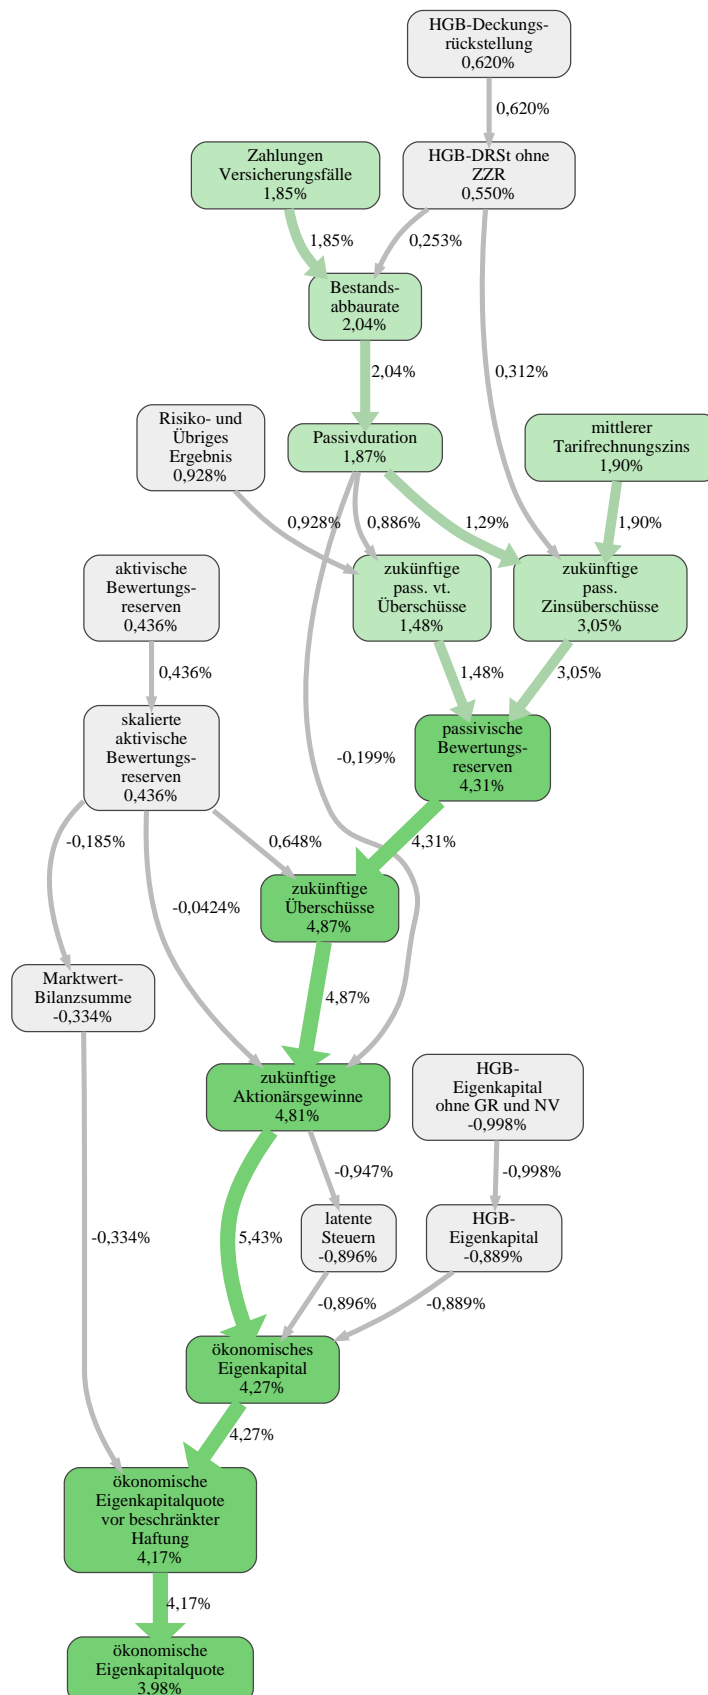 HGB-Deckungs-
rückstellung
0,620%
0,620%
Zahlungen
Versicherungsfälle
1,85%
HGB-DRSt ohne
ZZR
0,550%
1,85%
0,253%
Bestands-
abbaurate
2,04%
2,04%
0,312%
Risiko- und
Übriges
Ergebnis
0,928%
Passivduration
1,87%
mittlerer
Tarifrechnungszins
1,90%
0,928%
0,886%
1,29%
1,90%
aktivische
Bewertungs-
reserven
0,436%
zukünftige
pass. vt.
Überschüsse
1,48%
zukünftige
pass.
Zinsüberschüsse
3,05%
0,436%
1,48%
3,05%
skalierte
aktivische
Bewertungs-
reserven
0,436%
passivische
Bewertungs-
reserven
4,31%
-0,199%
-0,185%
0,648%
4,31%
-0,0424%
zukünftige
Überschüsse
4,87%
Marktwert-
Bilanzsumme
-0,334%
4,87%
zukünftige
Aktionärsgewinne
4,81%
HGB-
Eigenkapital
ohne GR und NV
-0,998%
-0,947%
-0,998%
-0,334%
5,43%
latente
Steuern
-0,896%
HGB-
Eigenkapital
-0,889%
-0,896%
-0,889%
ökonomisches
Eigenkapital
4,27%
4,27%
ökonomische
Eigenkapitalquote
vor beschränkter
Haftung
4,17%
4,17%
ökonomische
Eigenkapitalquote
3,98%